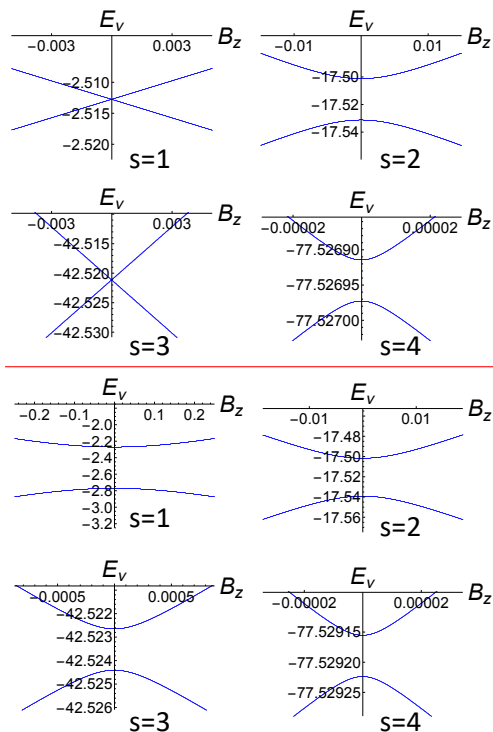 E_v
−0.003 0.003 B_z
−2.510
−2.515
−2.520
s=1
E_v
−0.01 0.01 B_z
−17.50
−17.52
−17.54
s=2
E_v
−0.003 0.003 B_z
−42.515
−42.520
−42.525
−42.530
s=3
E_v
−0.00002 0.00002 B_z
−77.52690
−77.52695
−77.52700
s=4
E_v
−0.2 −0.1 0.1 0.2 B_z
−2.0
−2.2
−2.4
−2.6
−2.8
−3.0
−3.2
s=1
E_v
−0.01 0.01 B_z
−17.48
−17.50
−17.52
−17.54
−17.56
s=2
E_v
−0.0005 0.0005 B_z
−42.522
−42.523
−42.524
−42.525
−42.526
s=3
E_v
−0.00002 0.00002 B_z
−77.52915
−77.52920
−77.52925
s=4